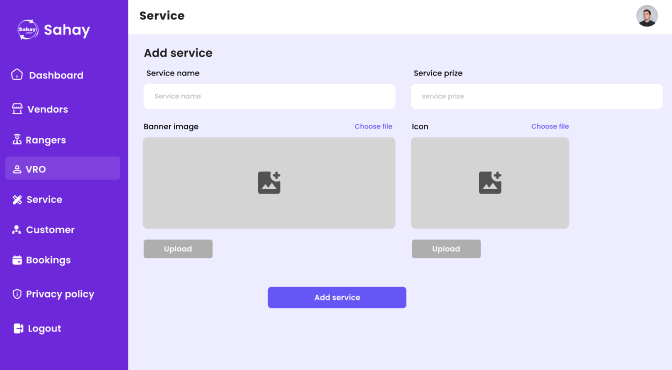 Sahay
Sahay
Dashboard
Vendors
Rangers
VRO
Service
Customer
Bookings
Privacy policy
Logout
Service
Add service
Service name
Service prize
Service name
service prize
Banner image
Choose file
Icon
Choose file
Upload
Upload
Add service